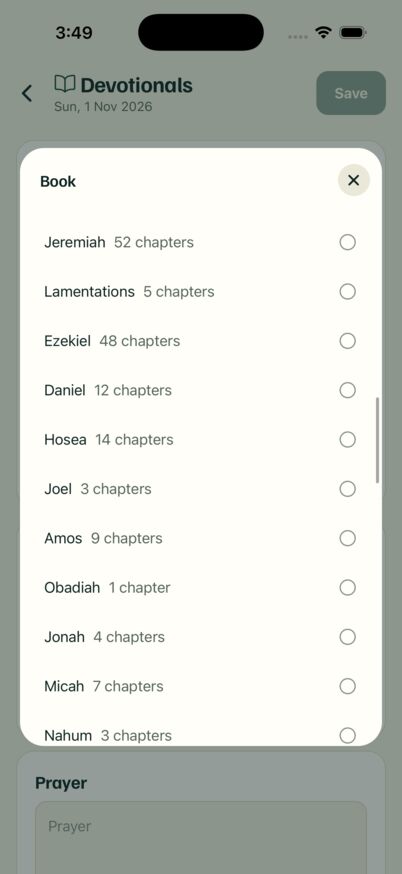 3:49
Devotionals
Sun, 1 Nov 2026
Save
Book
Jeremiah 52 chapters
Lamentations 5 chapters
Ezekiel 48 chapters
Daniel 12 chapters
Hosea 14 chapters
Joel 3 chapters
Amos 9 chapters
Obadiah 1 chapter
Jonah 4 chapters
Micah 7 chapters
Nahum 3 chapters
Prayer
Prayer